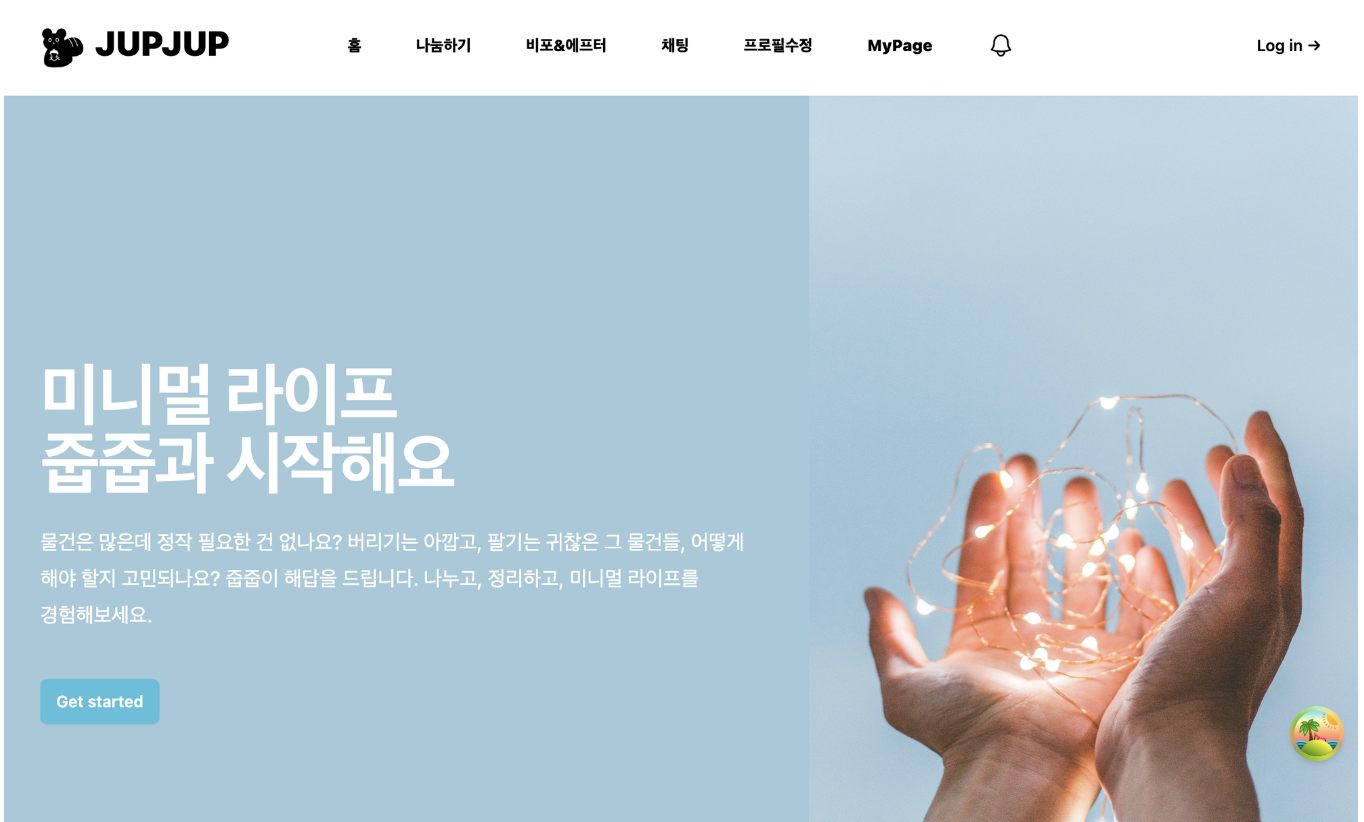 JUPJUP
홈
나눔하기
비포&에프터
채팅
프로필수정
MyPage
Log in →
미니멀 라이프
줍줍과 시작해요
물건은 많은데 정작 필요한 건 없나요? 버리기는 아깝고, 팔기는 귀찮은 그 물건들, 어떻게
해야 할지 고민되나요? 줍줍이 해답을 드립니다. 나누고, 정리하고, 미니멀 라이프를
경험해보세요.
Get started